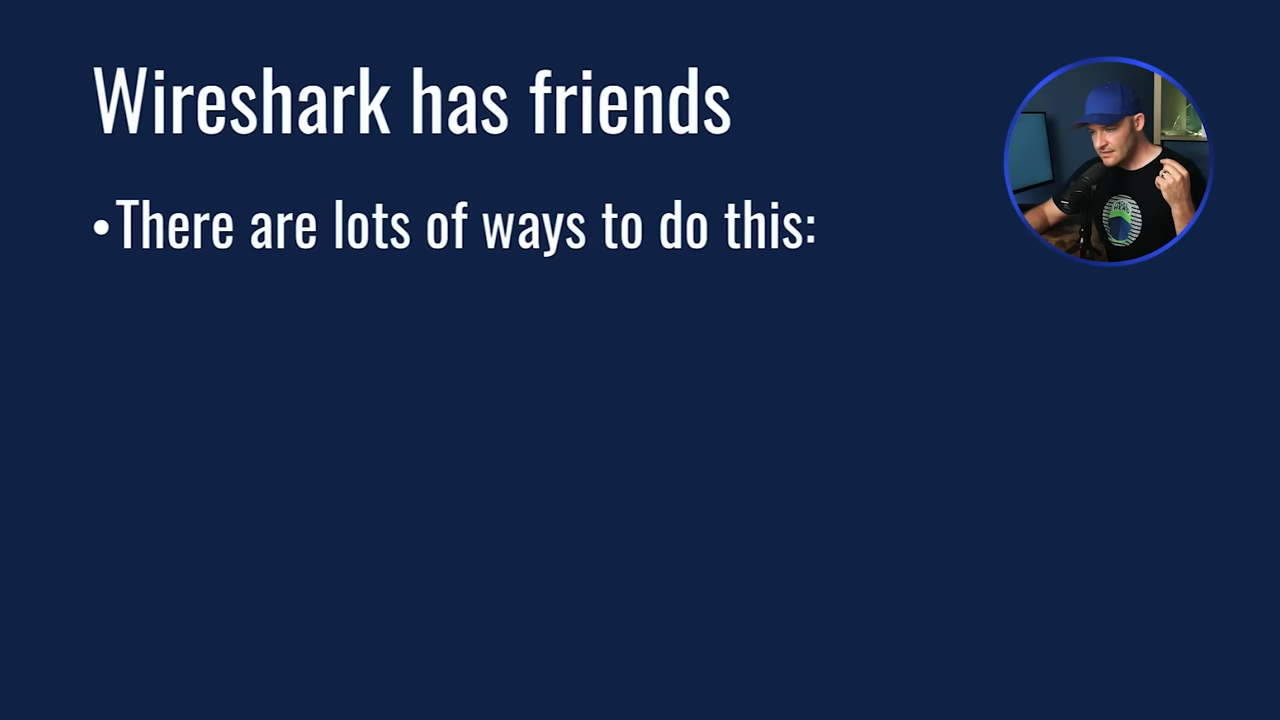 Wireshark has friends
•There are lots of ways to do this: